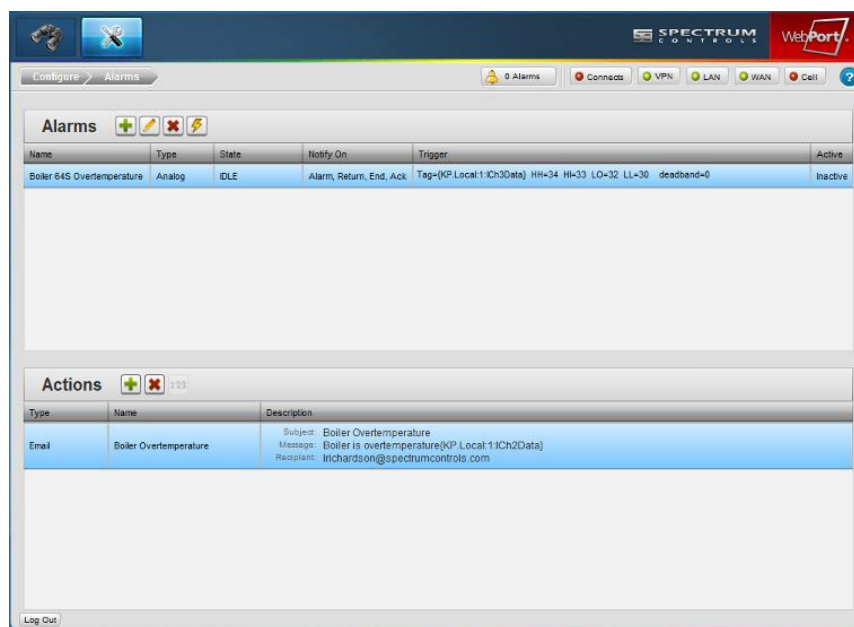 SPECTRUM
CONTROLS
WebPort
Configure Alarms
0 Alarms Connects VPN LAN WAN Cell ?
Alarms
Name Type State Notify On Trigger Active
Boiler 64S Overtemperature Analog IDLE Alarm, Return, End, Ack Tag={KP.Local:1:ICh3Data} HH=34 HI=33 LO=32 LL=30 deadband=0 Inactive
Actions 123
Type Name Description
Email Boiler Overtemperature
Subject: Boiler Overtemperature
Message: Boiler is overtemperature{KP.Local:1:ICh2Data}
Recipient: lrichardson@spectrumcontrols.com
Log Out